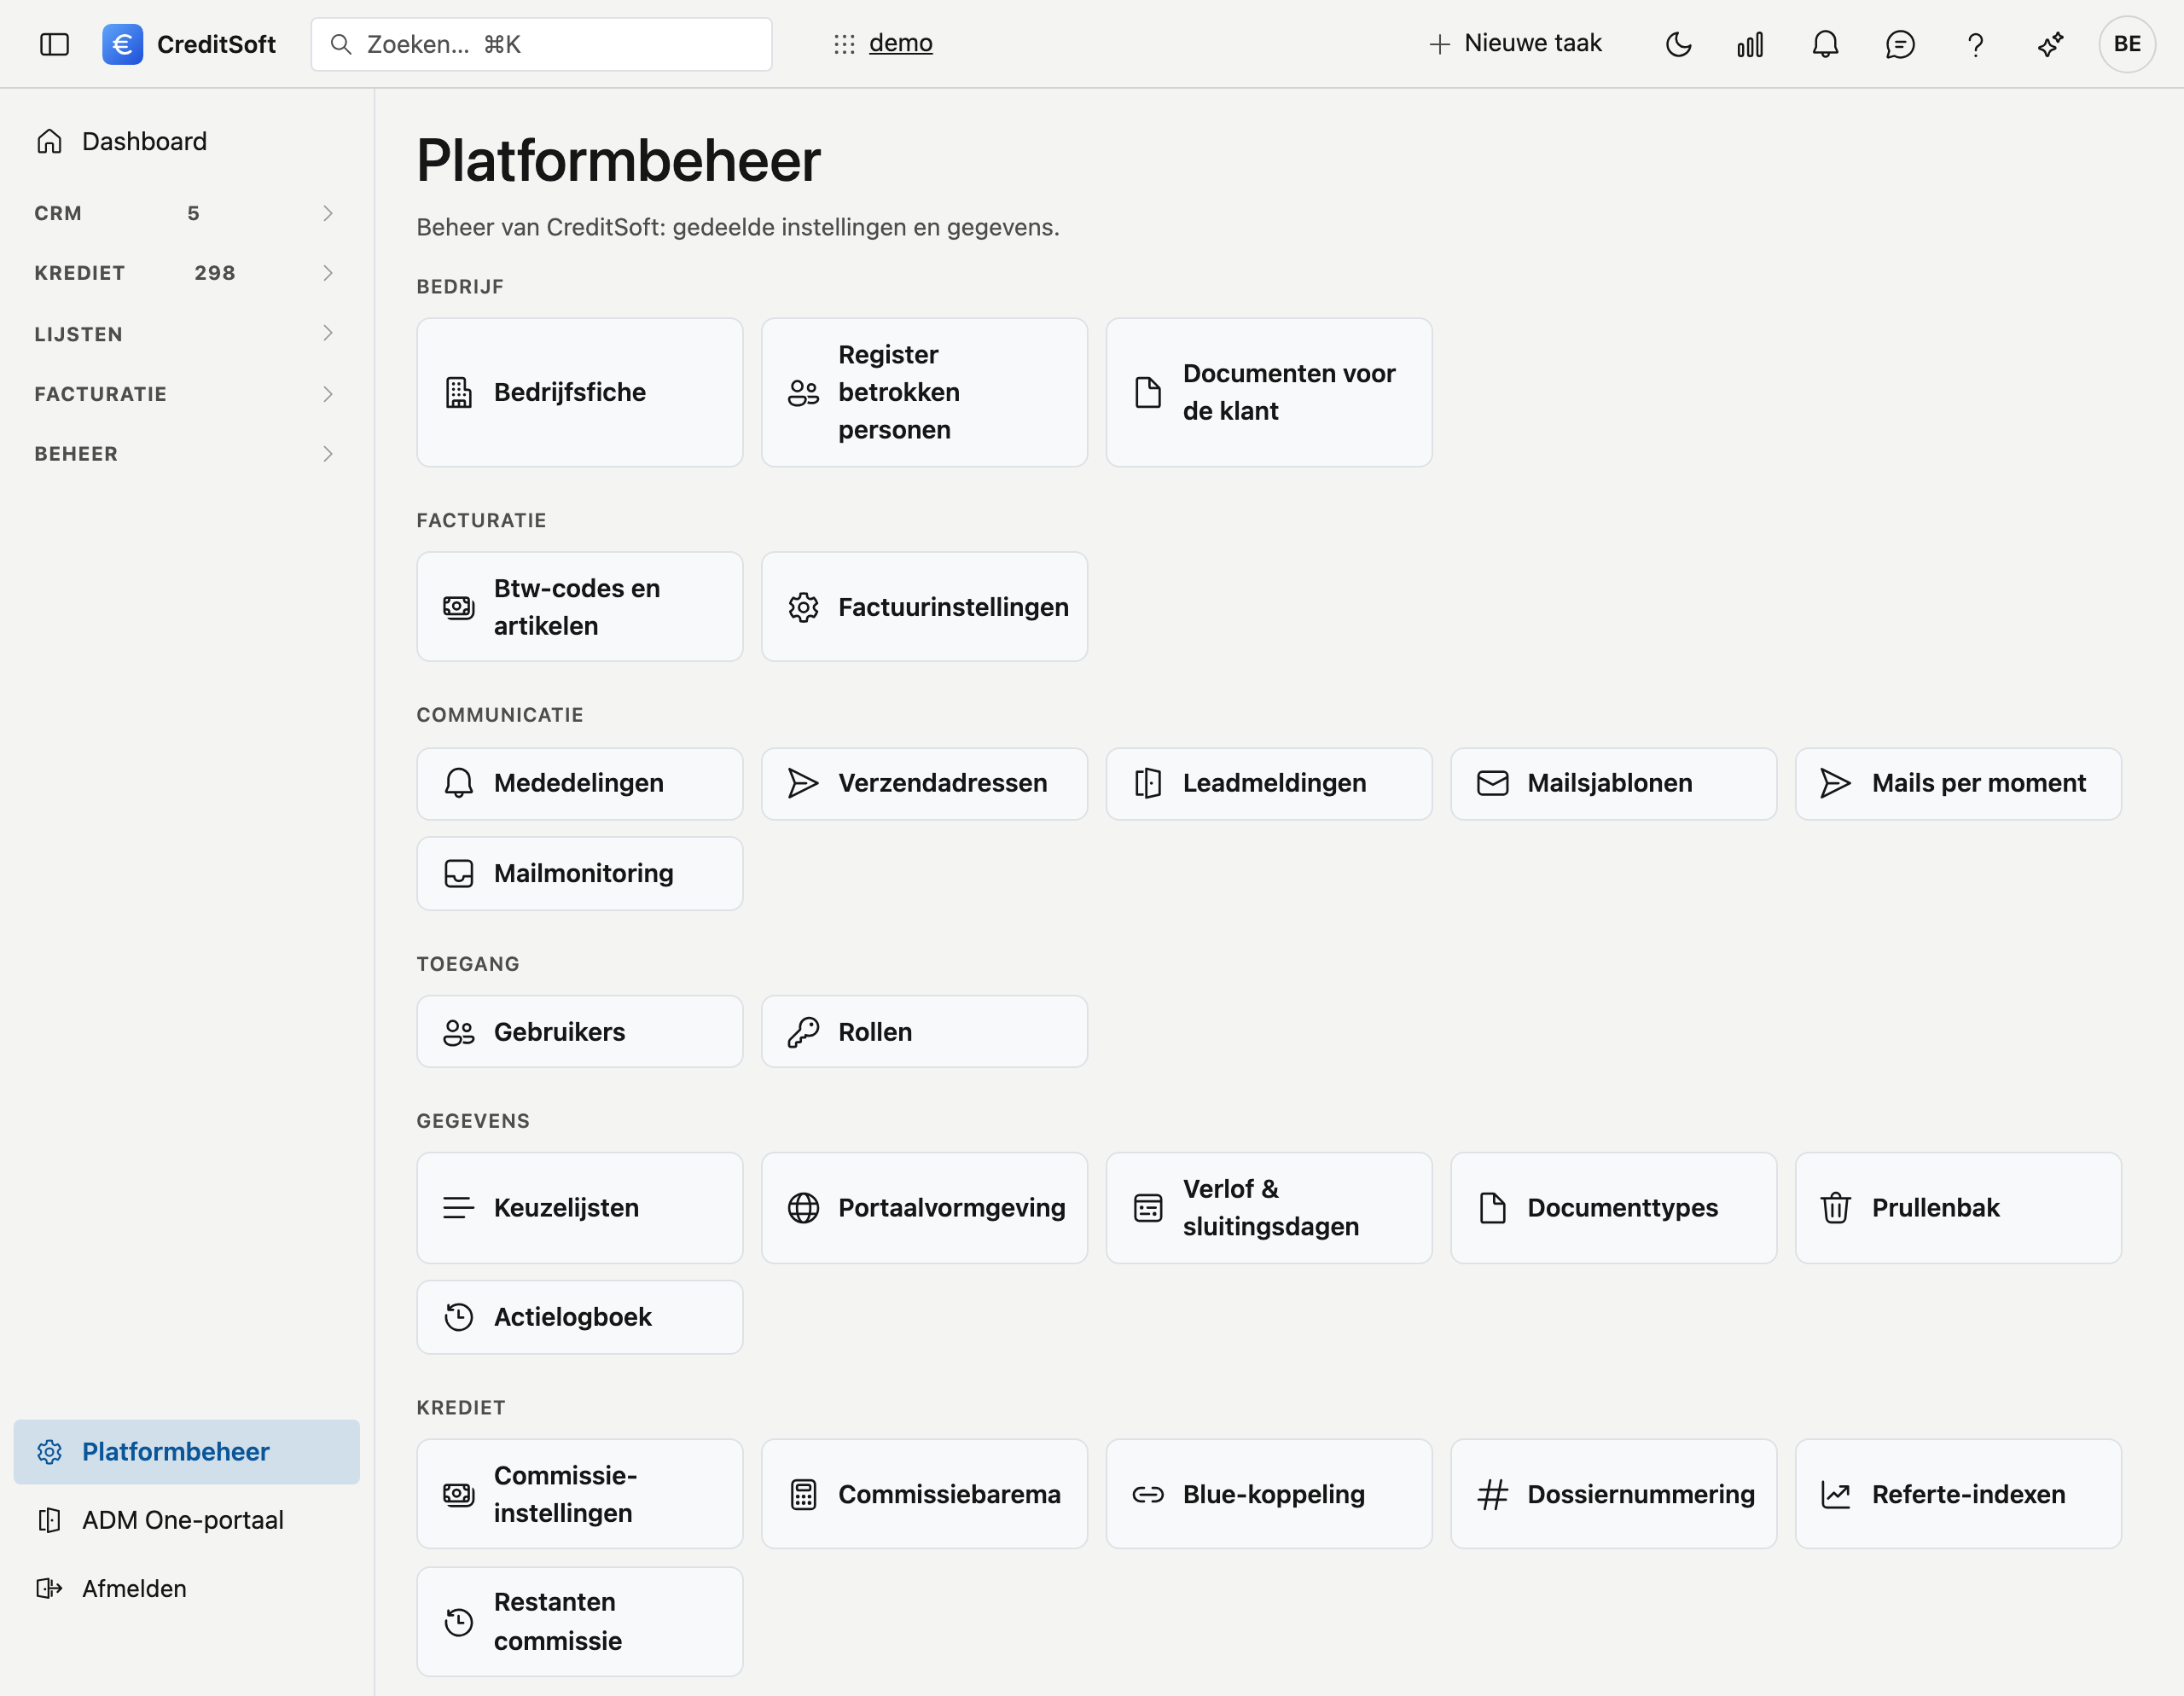 CreditSoft
Zoeken... ⌘K
demo
Nieuwe taak
BE
Dashboard
CRM 5
KREDIET 298
LIJSTEN
FACTURATIE
BEHEER
Platformbeheer
ADM One-portaal
Afmelden
Platformbeheer
Beheer van CreditSoft: gedeelde instellingen en gegevens.
BEDRIJF
Bedrijfsfiche
Register
betrokken
personen
Documenten voor
de klant
FACTURATIE
Btw-codes en
artikelen
Factuurinstellingen
COMMUNICATIE
Mededelingen
Verzendadressen
Leadmeldingen
Mailsjablonen
Mails per moment
Mailmonitoring
TOEGANG
Gebruikers
Rollen
GEGEVENS
Keuzelijsten
Portaalvormgeving
Verlof &
sluitingsdagen
Documenttypes
Prullenbak
Actielogboek
KREDIET
Commissie-
instellingen
Commissiebarema
Blue-koppeling
Dossiernummering
Referte-indexen
Restanten
commissie